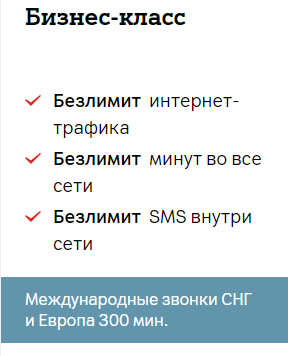 Бизнес-класс
Безлимит интернет-
трафика
Безлимит минут во все
сети
Безлимит SMS внутри
сети
Международные звонки СНГ
и Европа 300 мин.